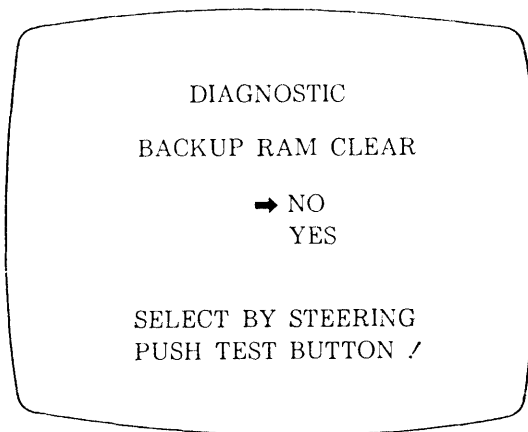 DIAGNOSTIC
BACKUP RAM CLEAR
➡ NO
YES
SELECT BY STEERING
PUSH TEST BUTTON !